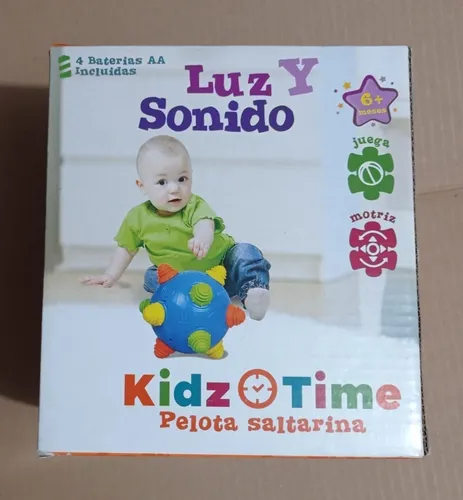 4 Baterias AA
Incluidas
Luz Y
Sonido
6+
meses
juega
motriz
Kidz Time
Pelota saltarina